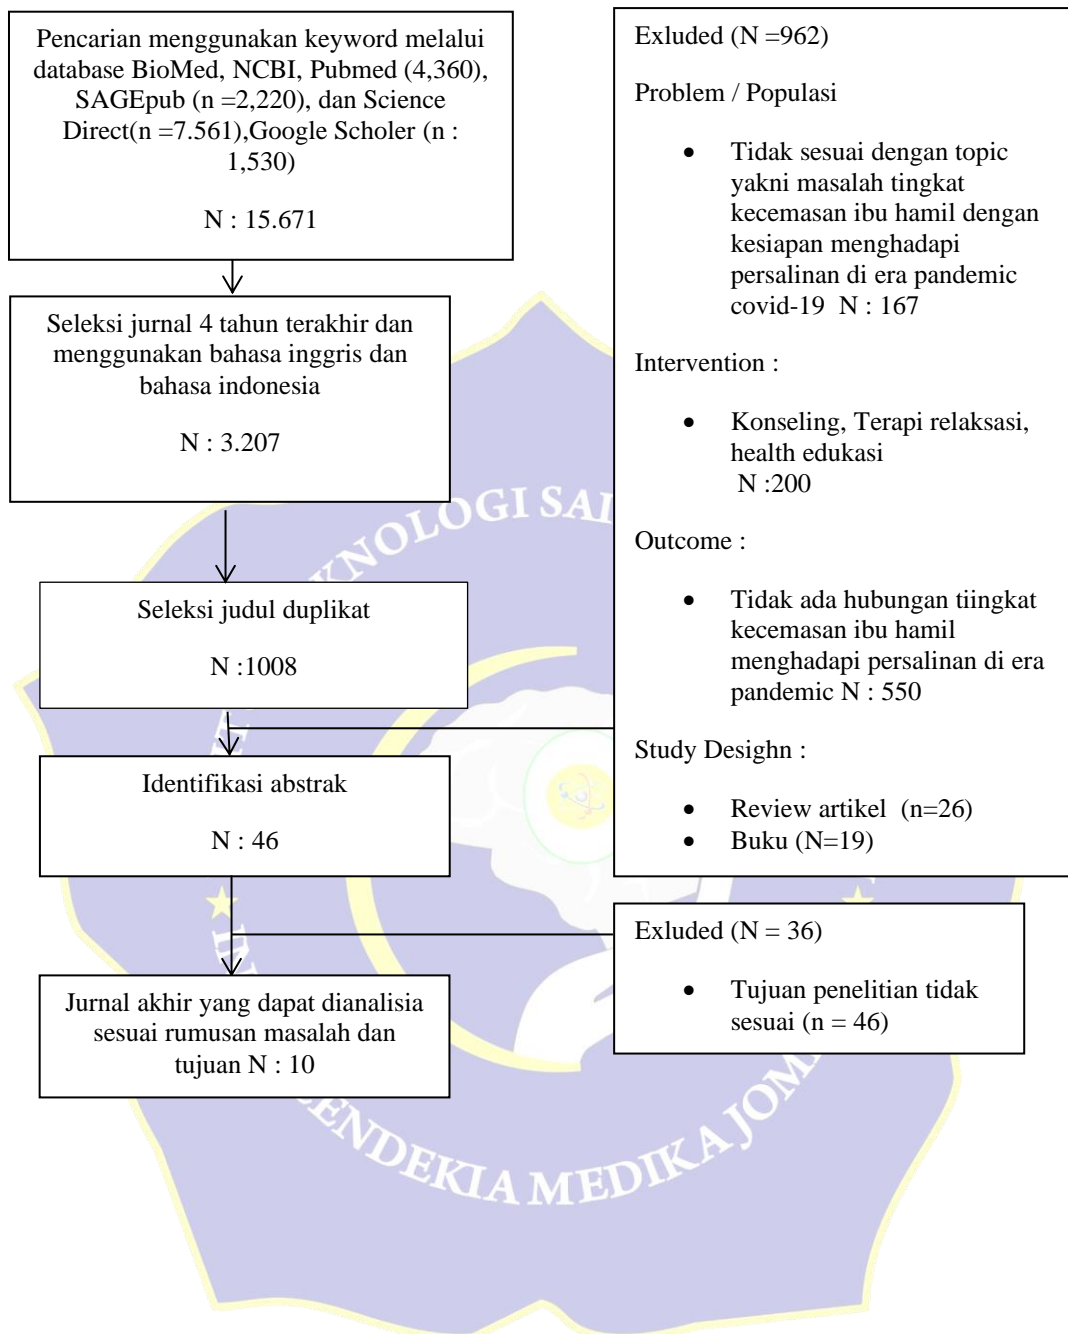 Pencarian menggunakan keyword melalui
database BioMed, NCBI, Pubmed (4,360),
SAGEpub (n =2,220), dan Science
Direct(n =7.561),Google Scholer (n :
1,530)
N : 15.671
Seleksi jurnal 4 tahun terakhir dan
menggunakan bahasa inggris dan
bahasa indonesia
N : 3.207
Seleksi judul duplikat
N :1008
Identifikasi abstrak
N : 46
Jurnal akhir yang dapat dianalisia
sesuai rumusan masalah dan
tujuan N : 10
Exluded (N =962)
Problem / Populasi
• Tidak sesuai dengan topic
yakni masalah tingkat
kecemasan ibu hamil dengan
kesiapan menghadapi
persalinan di era pandemic
covid-19 N : 167
Intervention :
• Konseling, Terapi relaksasi,
health edukasi
N :200
Outcome :
• Tidak ada hubungan tiingkat
kecemasan ibu hamil
menghadapi persalinan di era
pandemic N : 550
Study Desighn :
• Review artikel (n=26)
• Buku (N=19)
Exluded (N = 36)
• Tujuan penelitian tidak
sesuai (n = 46)
MEDIKA